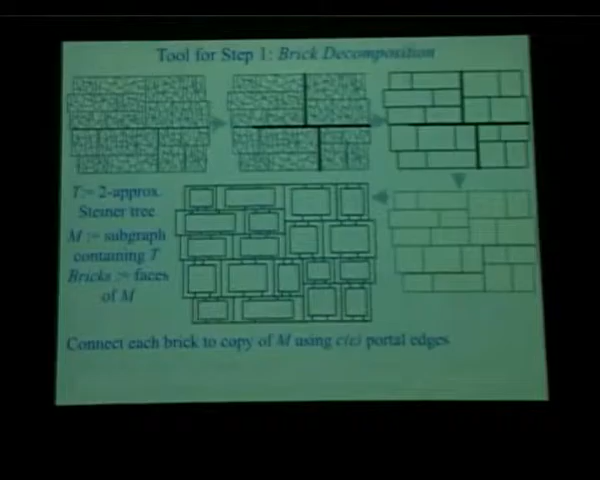 Tool for Step 1: Brick Decomposition
T := 2-approx.
Steiner tree
M := subgraph
containing T
Bricks := faces
of M
Connect each brick to copy of M using c(ε) portal edges